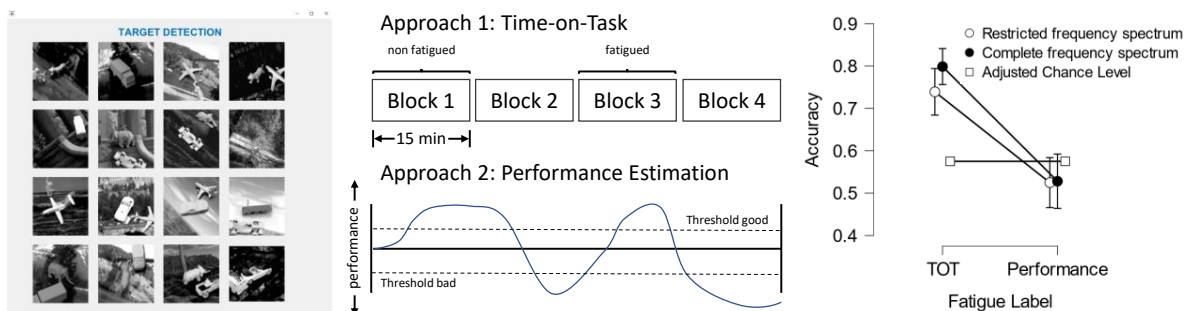 TARGET DETECTION
Approach 1: Time-on-Task
non fatigued
fatigued
Block 1
Block 2
Block 3
Block 4
15 min
Approach 2: Performance Estimation
performance
Threshold good
Threshold bad
Restricted frequency spectrum
Complete frequency spectrum
Adjusted Chance Level
Accuracy
0.9
0.8
0.7
0.6
0.5
0.4
TOT
Performance
Fatigue Label